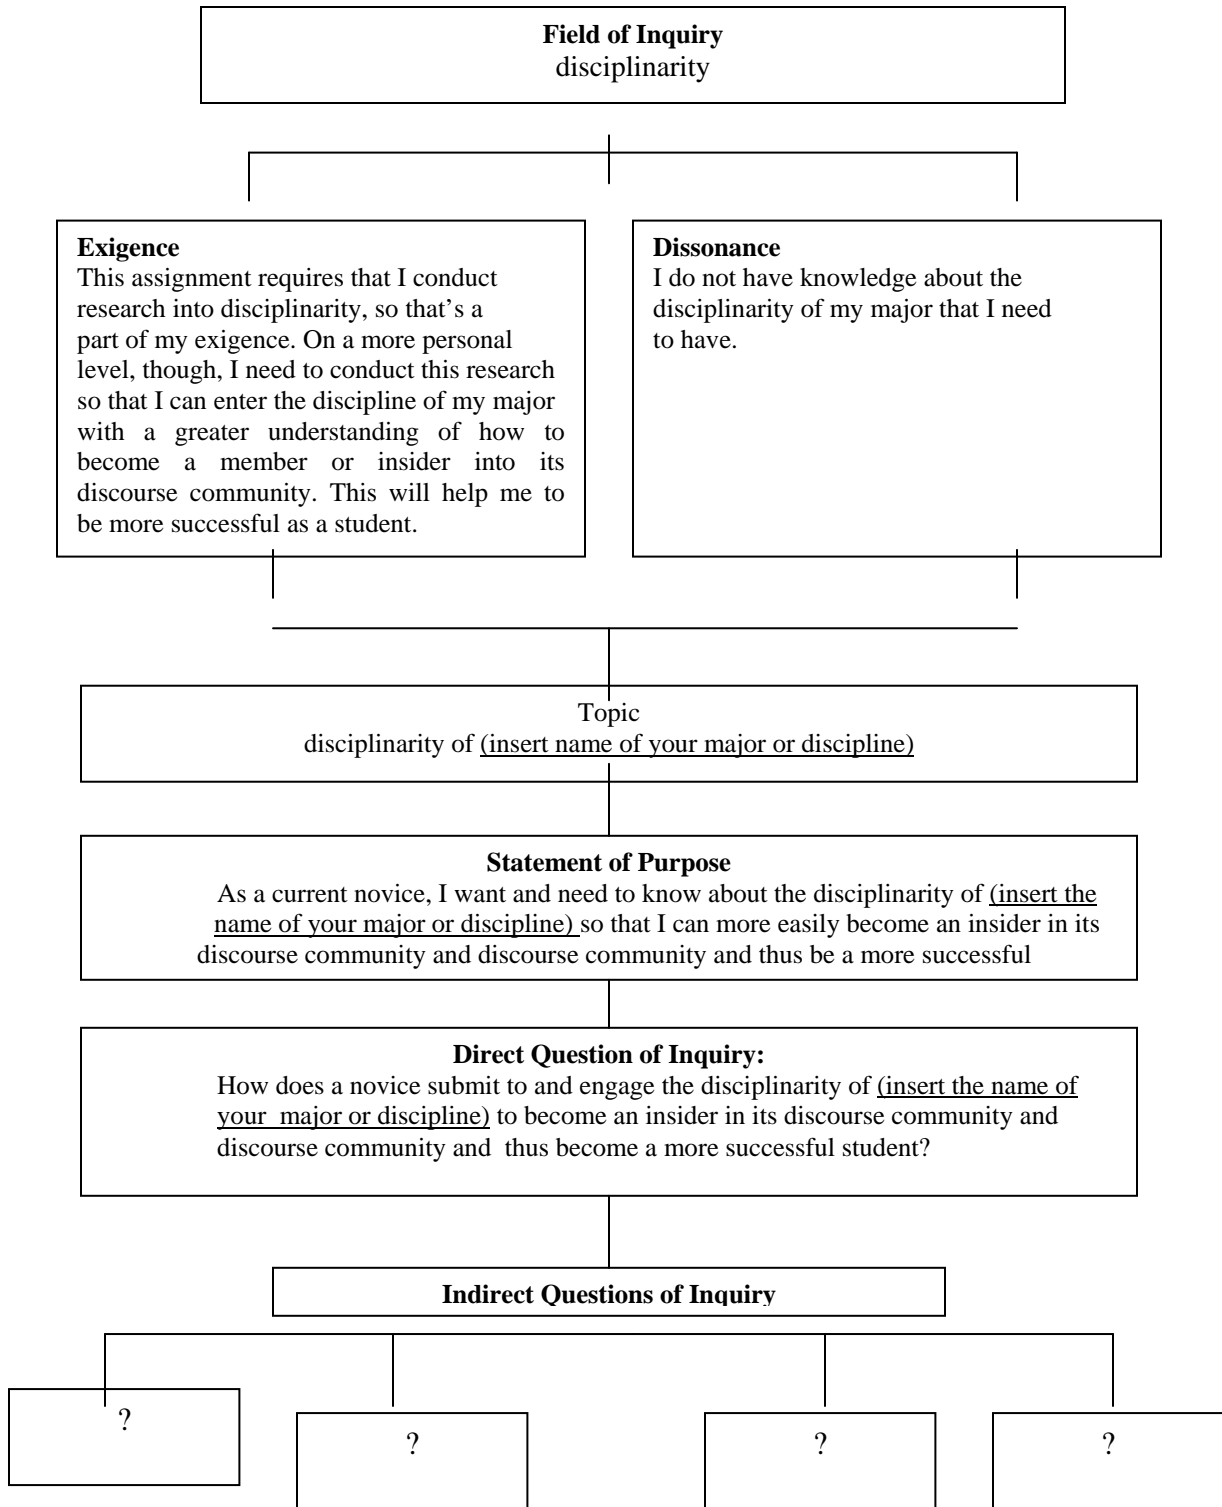 Field of Inquiry
disciplinarity
Exigence
This assignment requires that I conduct
research into disciplinarity, so that’s a
part of my exigence. On a more personal
level, though, I need to conduct this research
so that I can enter the discipline of my major
with a greater understanding of how to
become a member or insider into its
discourse community. This will help me to
be more successful as a student.
Dissonance
I do not have knowledge about the
disciplinarity of my major that I need
to have.
Topic
disciplinarity of (insert name of your major or discipline)
Statement of Purpose
As a current novice, I want and need to know about the disciplinarity of (insert the
name of your major or discipline) so that I can more easily become an insider in its
discourse community and discourse community and thus be a more successful
Direct Question of Inquiry:
How does a novice submit to and engage the disciplinarity of (insert the name of
your major or discipline) to become an insider in its discourse community and
discourse community and thus become a more successful student?
Indirect Questions of Inquiry
?
?
?
?